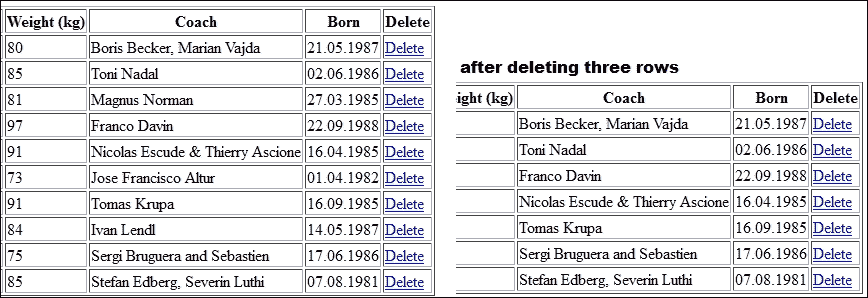 Weight (kg) Coach Born Delete
80 Boris Becker, Marian Vajda 21.05.1987 Delete
85 Toni Nadal 02.06.1986 Delete
81 Magnus Norman 27.03.1985 Delete
97 Franco Davin 22.09.1988 Delete
91 Nicolas Escude & Thierry Ascione 16.04.1985 Delete
73 Jose Francisco Altur 01.04.1982 Delete
91 Tomas Krupa 16.09.1985 Delete
84 Ivan Lendl 14.05.1987 Delete
75 Sergi Bruguera and Sebastien 17.06.1986 Delete
85 Stefan Edberg, Severin Luthi 07.08.1981 Delete
after deleting three rows
ight (kg) Coach Born Delete
Boris Becker, Marian Vajda 21.05.1987 Delete
Toni Nadal 02.06.1986 Delete
Franco Davin 22.09.1988 Delete
Nicolas Escude & Thierry Ascione 16.04.1985 Delete
Tomas Krupa 16.09.1985 Delete
Sergi Bruguera and Sebastien 17.06.1986 Delete
Stefan Edberg, Severin Luthi 07.08.1981 Delete